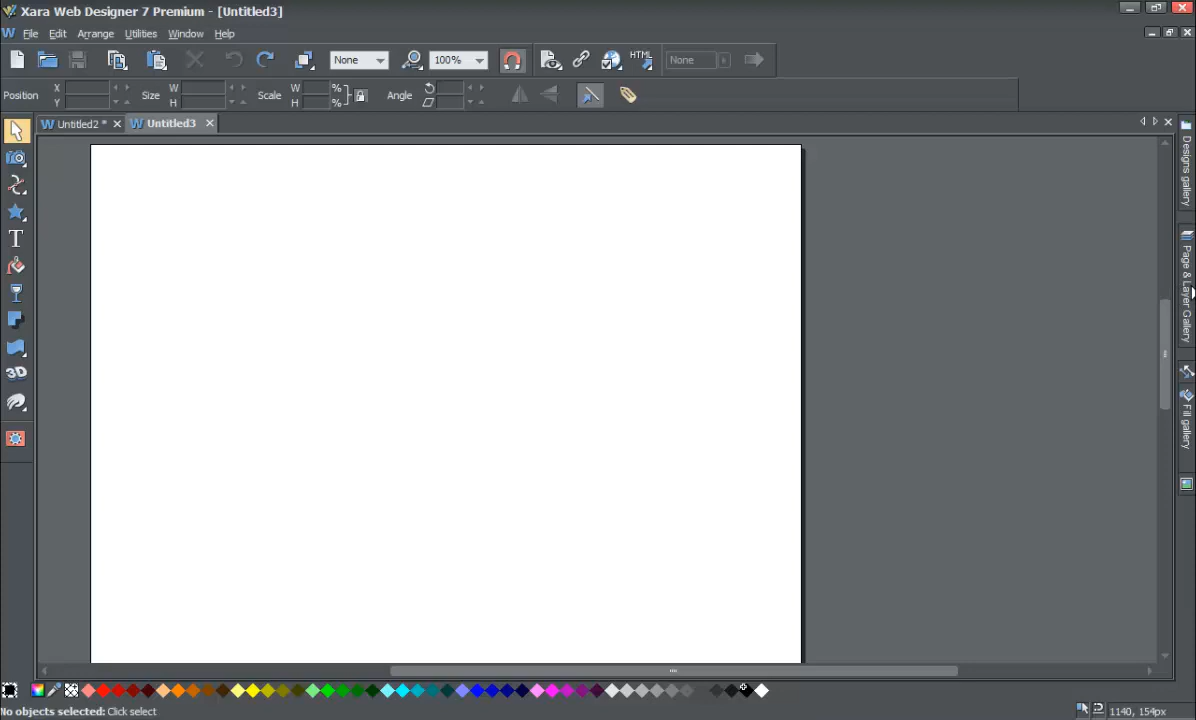 Xara Web Designer 7 Premium - [Untitled3]
File Edit Arrange Utilities Window Help
None 100% HTML None
Position X Y Size W H Scale W H % % Angle
Untitled2 * Untitled3
T
3D
Designs gallery
Page & Layer Gallery
Fill gallery
No objects selected: Click select 1140, 154px